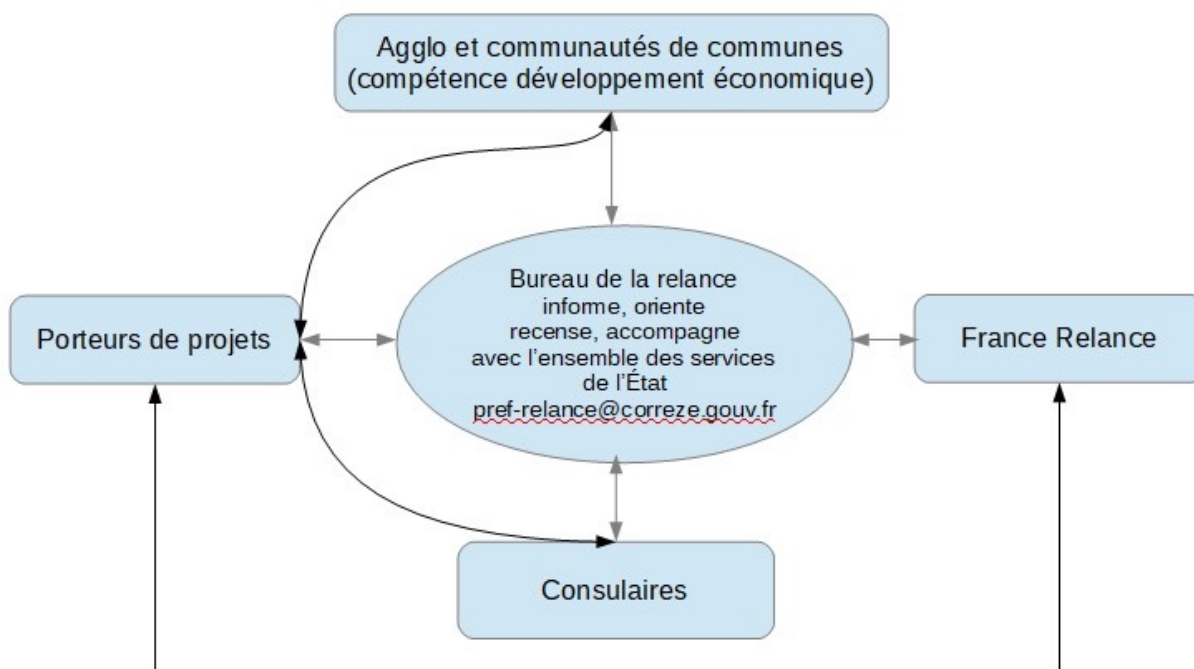 Agglo et communautés de communes
(compétence développement économique)
Bureau de la relance
informe, oriente
recense, accompagne
avec l'ensemble des services
de l'État
pref-relance@correze.gouv.fr
Porteurs de projets
France Relance
Consulaires